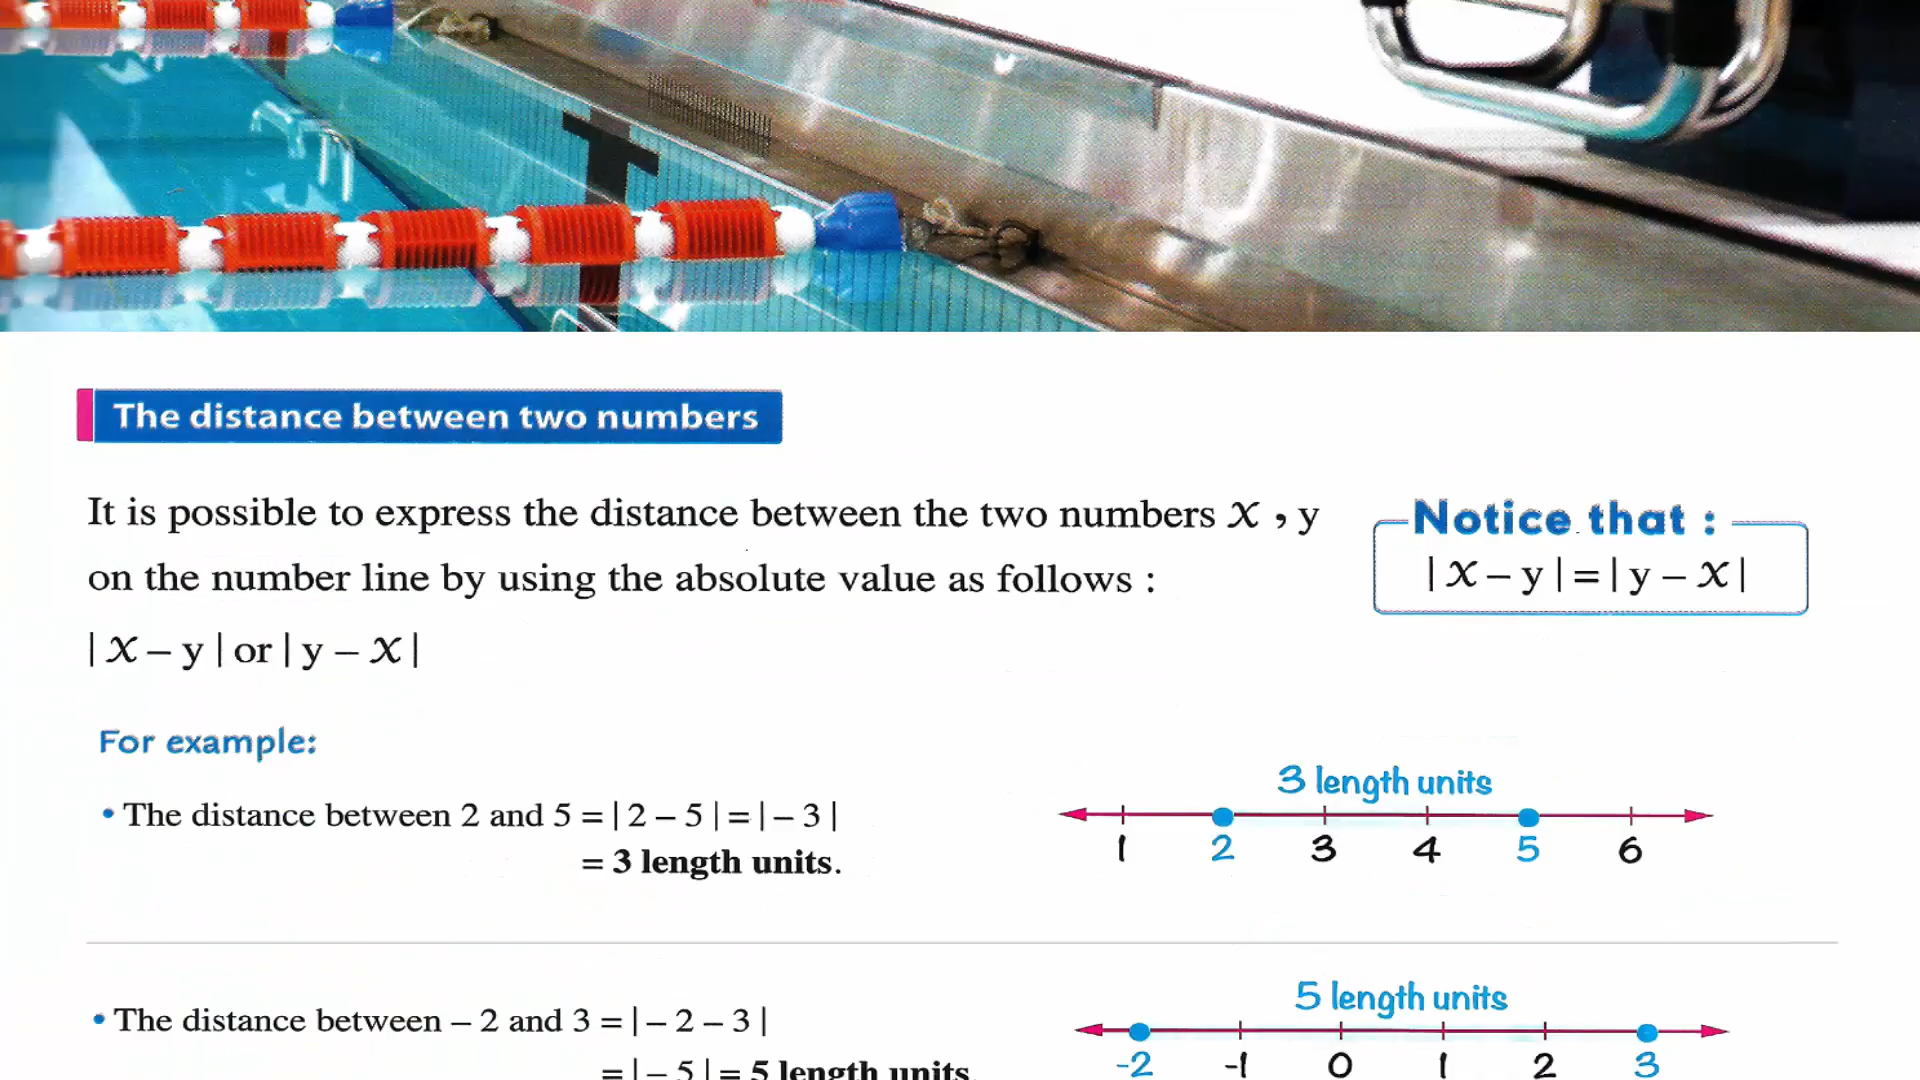 The distance between two numbers
It is possible to express the distance between the two numbers X , y
on the number line by using the absolute value as follows :
| X – y | or | y – X |
Notice that :
| X – y | = | y – X |
For example:
• The distance between 2 and 5 = | 2 – 5 | = | – 3 |
= 3 length units.
3 length units
1 2 3 4 5 6
• The distance between – 2 and 3 = | – 2 – 3 |
= | – 5 | = 5 length units.
5 length units
-2 -1 0 1 2 3